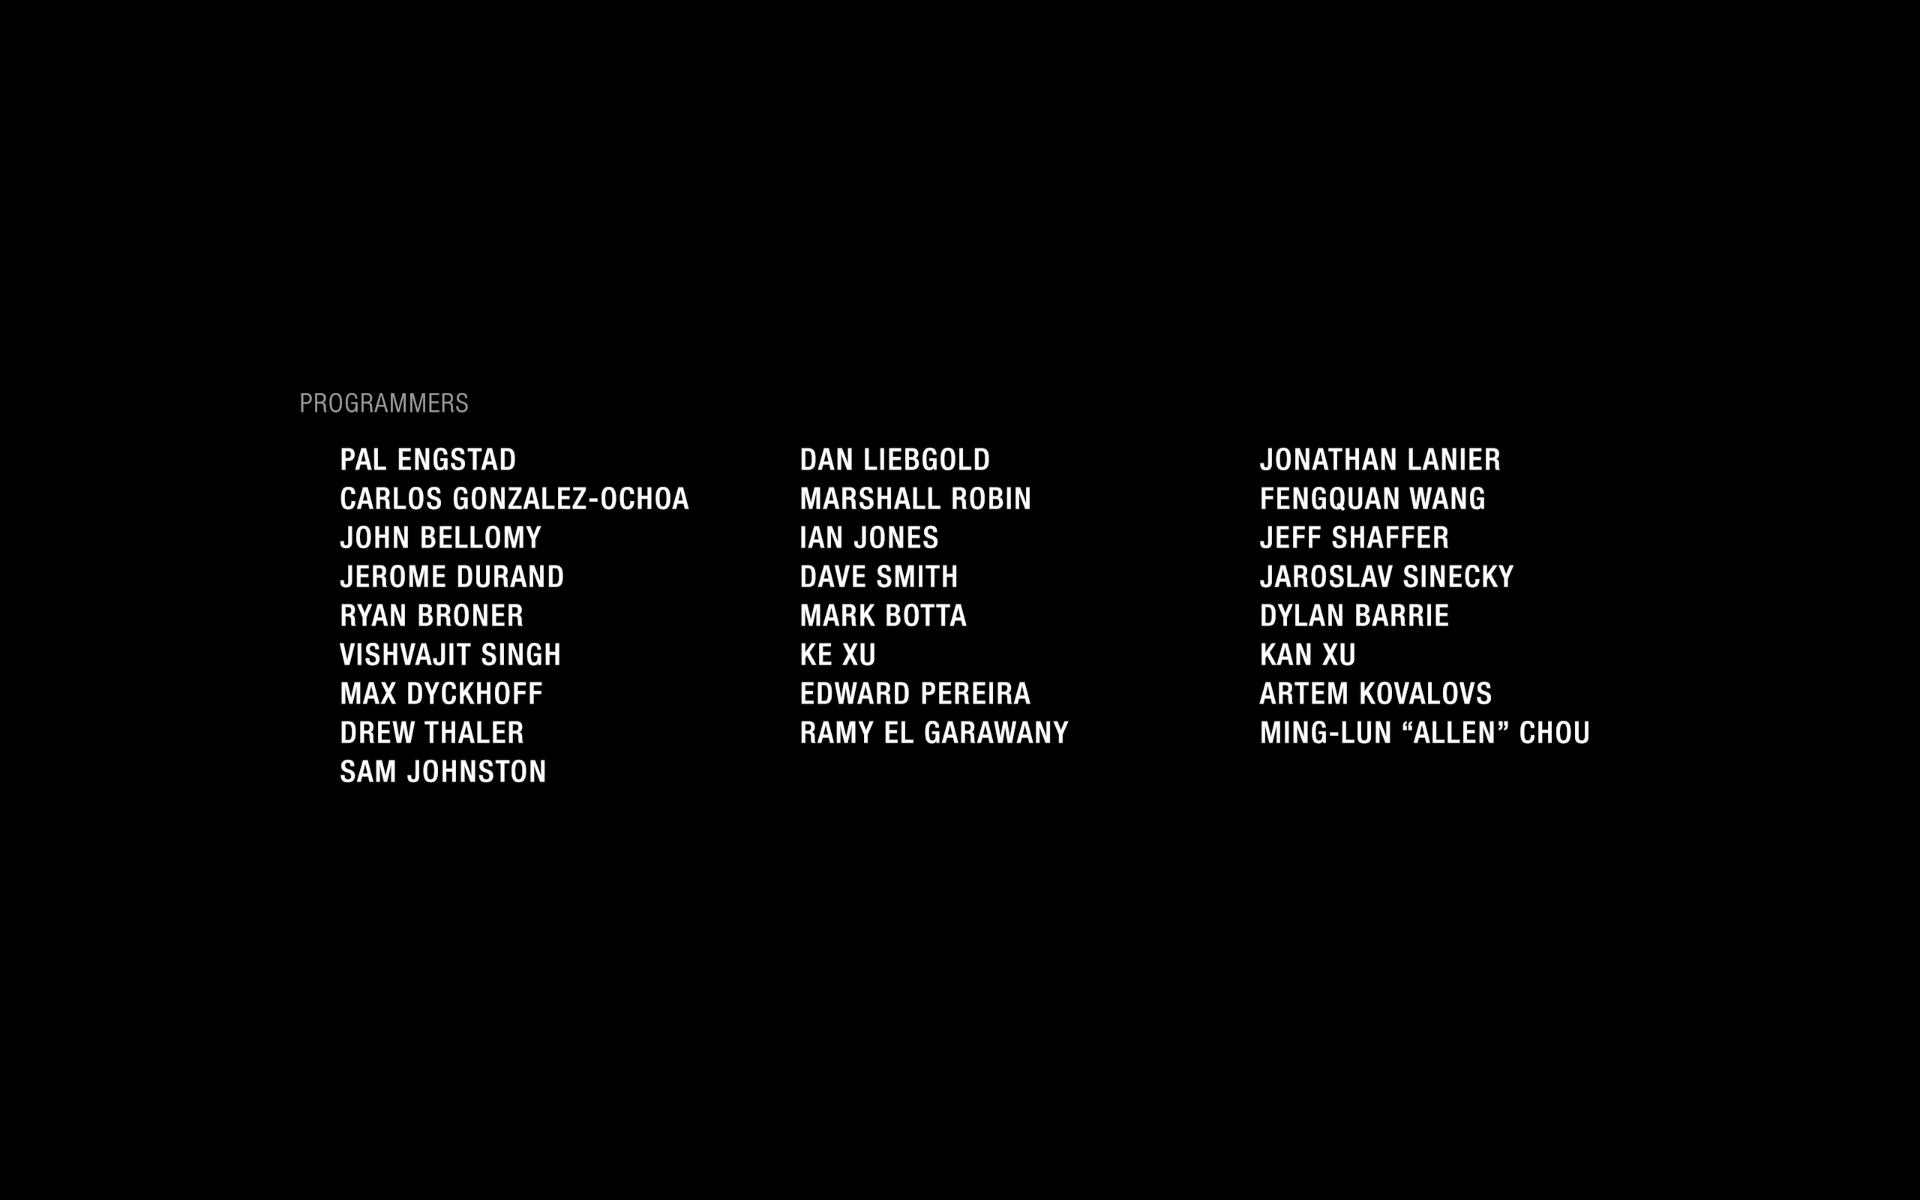 PROGRAMMERS
PAL ENGSTAD
CARLOS GONZALEZ-OCHOA
JOHN BELLOMY
JEROME DURAND
RYAN BRONER
VISHVAJIT SINGH
MAX DYCKHOFF
DREW THALER
SAM JOHNSTON
DAN LIEBGOLD
MARSHALL ROBIN
IAN JONES
DAVE SMITH
MARK BOTTA
KE XU
EDWARD PEREIRA
RAMY EL GARAWANY
JONATHAN LANIER
FENGQUAN WANG
JEFF SHAFFER
JAROSLAV SINECKY
DYLAN BARRIE
KAN XU
ARTEM KOVALOVS
MING-LUN “ALLEN” CHOU